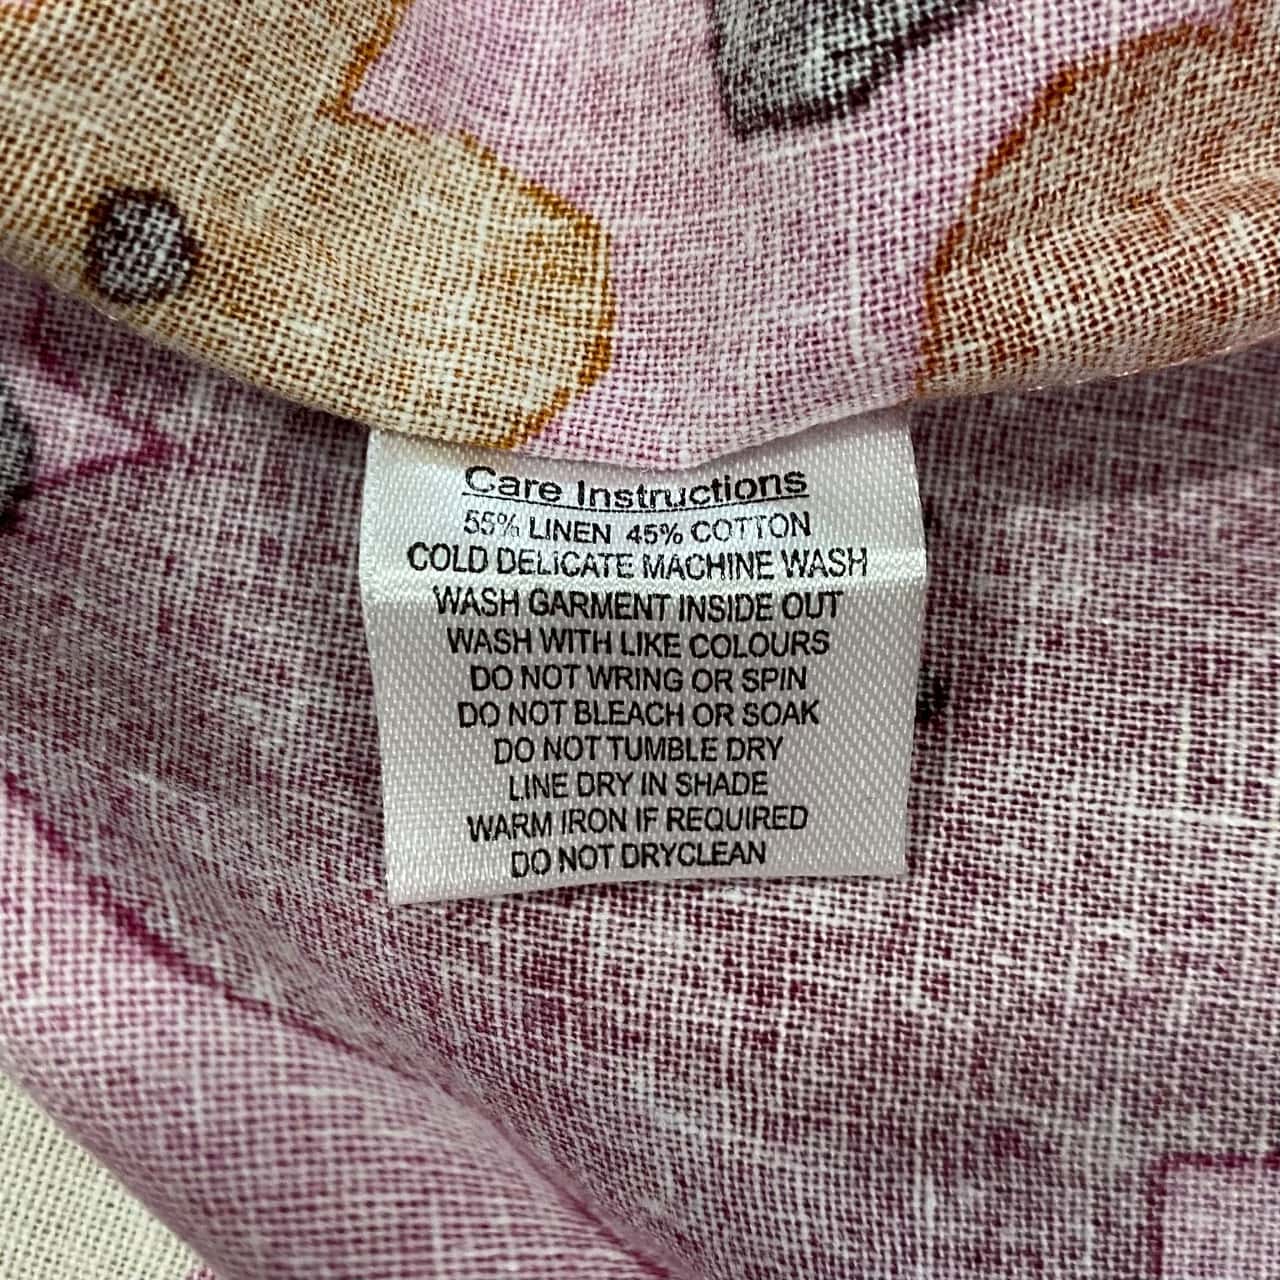 Care Instructions
55% LINEN 45% COTTON
COLD DELiCATE MACHINE WASH
WASH GARMENT INSIDE OUT
WASH WITH LIKE COLOURS
DO NOT WRING OR SPIN
DO NOT BLEACH OR SOAK
DO NOT TUMBLE DRY
LINE DRY IN SHADE
WARM IRON IF REQUIRED
DO NOT DRYCLEAN